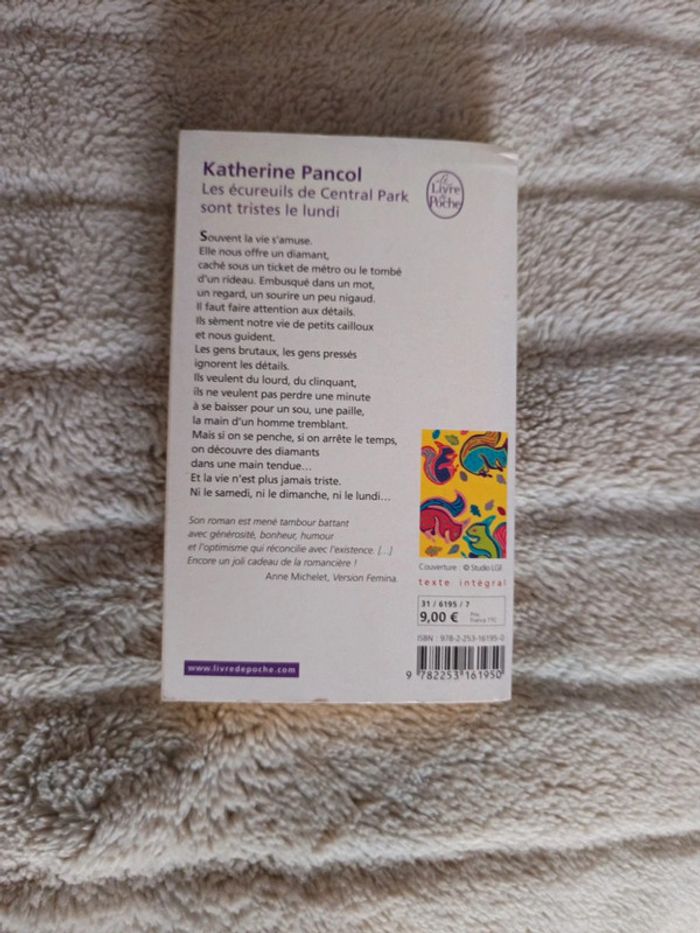 Katherine Pancol
Les écureuils de Central Park
sont tristes le lundi
Le
Livre
de
Poche
Souvent la vie s'amuse.
Elle nous offre un diamant,
caché sous un ticket de métro ou le tombé
d'un rideau. Embusqué dans un mot,
un regard, un sourire un peu nigaud.
Il faut faire attention aux détails.
Ils sèment notre vie de petits cailloux
et nous guident.
Les gens brutaux, les gens pressés
ignorent les détails.
Ils veulent du lourd, du clinquant,
ils ne veulent pas perdre une minute
à se baisser pour un sou, une paille,
la main d'un homme tremblant.
Mais si on se penche, si on arrête le temps,
on découvre des diamants
dans une main tendue...
Et la vie n'est plus jamais triste.
Ni le samedi, ni le dimanche, ni le lundi...
Son roman est mené tambour battant
avec générosité, bonheur, humour
et l'optimisme qui réconcilie avec l'existence. [...]
Encore un joli cadeau de la romancière !
Anne Michelet, Version Femina.
Couverture : © Studio LGF
texte intégral
31 / 6195 / 7
9,00 €
Prix
France TTC
ISBN : 978-2-253-16195-0
9 782253 161950
www.livredepoche.com